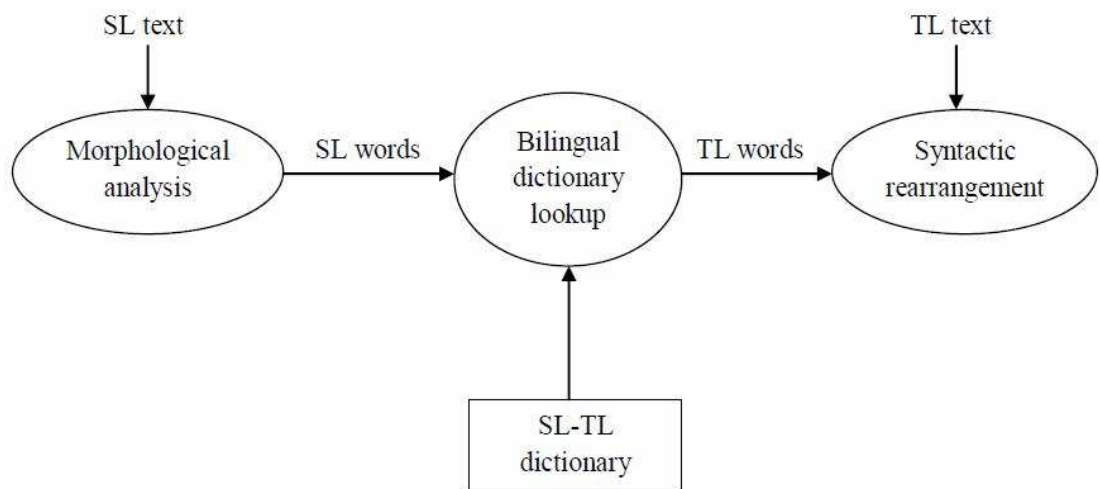 SL text
TL text
Morphological
analysis
SL words
Bilingual
dictionary
lookup
TL words
Syntactic
rearrangement
SL-TL
dictionary